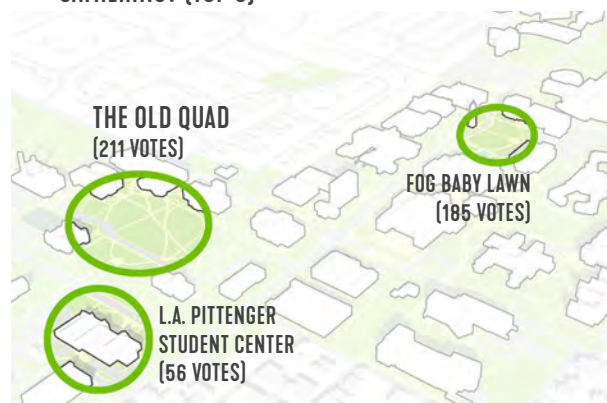 THE OLD QUAD
(211 VOTES)
FOG BABY LAWN
(185 VOTES)
L.A. PITTENGER
STUDENT CENTER
(56 VOTES)